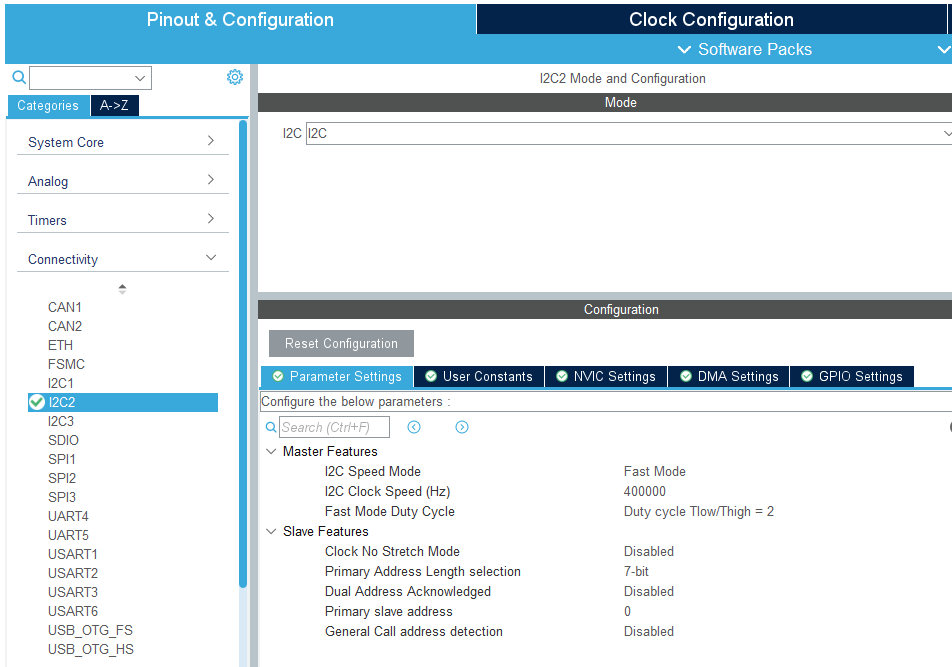 Pinout & Configuration
Clock Configuration
Software Packs
Categories
A->Z
System Core
Analog
Timers
Connectivity
CAN1
CAN2
ETH
FSMC
I2C1
I2C2
I2C3
SDIO
SPI1
SPI2
SPI3
UART4
UART5
USART1
USART2
USART3
USART6
USB_OTG_FS
USB_OTG_HS
I2C2 Mode and Configuration
Mode
I2C I2C
Configuration
Reset Configuration
Parameter Settings User Constants NVIC Settings DMA Settings GPIO Settings
Configure the below parameters :
Search (Ctrl+F)
Master Features
I2C Speed Mode Fast Mode
I2C Clock Speed (Hz) 400000
Fast Mode Duty Cycle Duty cycle Tlow/Thigh = 2
Slave Features
Clock No Stretch Mode Disabled
Primary Address Length selection 7-bit
Dual Address Acknowledged Disabled
Primary slave address 0
General Call address detection Disabled